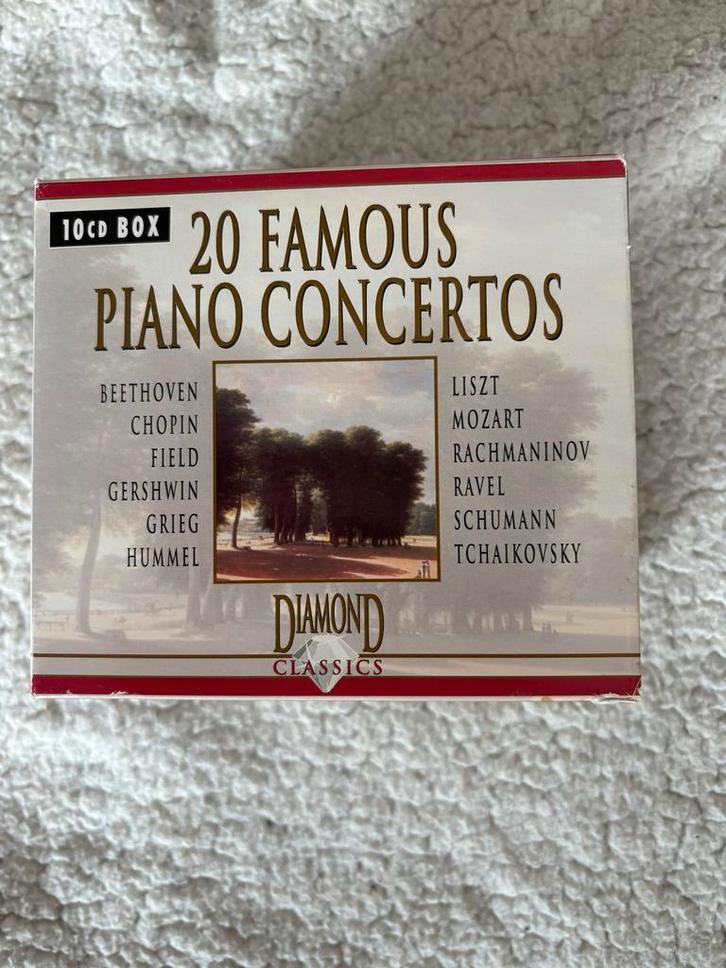 10CD BOX
20 FAMOUS
PIANO CONCERTOS
BEETHOVEN
CHOPIN
FIELD
GERSHWIN
GRIEG
HUMMEL
LISZT
MOZART
RACHMANINOV
RAVEL
SCHUMANN
TCHAIKOVSKY
DIAMOND
CLASSICS